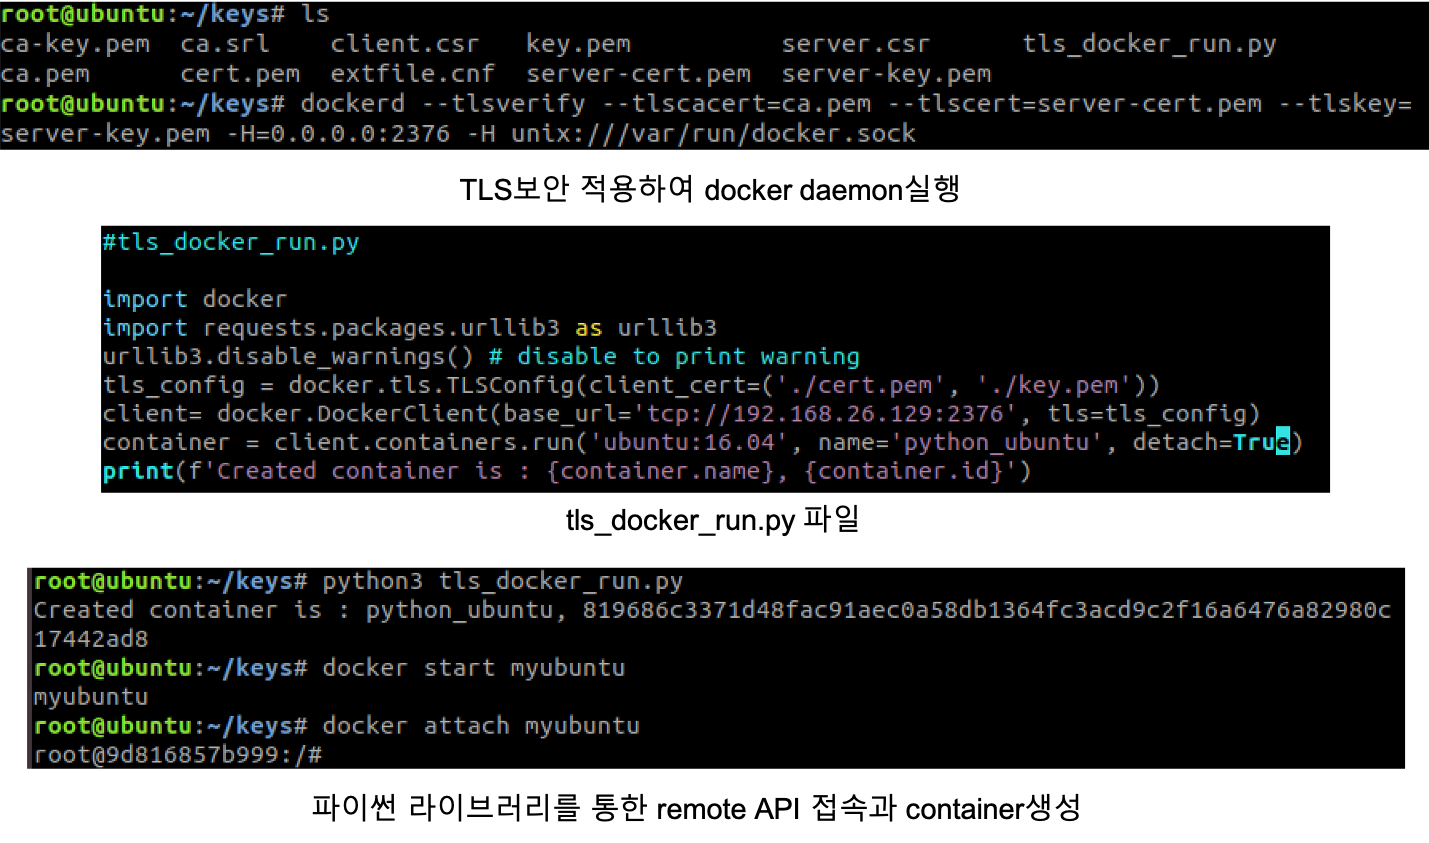 root@ubuntu:~/keys# ls
ca-key.pem  ca.srl    client.csr   key.pem          server.csr      tls_docker_run.py
ca.pem      cert.pem  extfile.cnf  server-cert.pem  server-key.pem
root@ubuntu:~/keys# dockerd --tlsverify --tlscacert=ca.pem --tlscert=server-cert.pem --tlskey=
server-key.pem -H=0.0.0.0:2376 -H unix:///var/run/docker.sock
TLS보안 적용하여 docker daemon실행
#tls_docker_run.py
import docker
import requests.packages.urllib3 as urllib3
urllib3.disable_warnings() # disable to print warning
tls_config = docker.tls.TLSConfig(client_cert=('./cert.pem', './key.pem'))
client= docker.DockerClient(base_url='tcp://192.168.26.129:2376', tls=tls_config)
container = client.containers.run('ubuntu:16.04', name='python_ubuntu', detach=True)
print(f'Created container is : {container.name}, {container.id}')
tls_docker_run.py 파일
root@ubuntu:~/keys# python3 tls_docker_run.py
Created container is : python_ubuntu, 819686c3371d48fac91aec0a58db1364fc3acd9c2f16a6476a82980c
17442ad8
root@ubuntu:~/keys# docker start myubuntu
myubuntu
root@ubuntu:~/keys# docker attach myubuntu
root@9d816857b999:/#
파이썬 라이브러리를 통한 remote API 접속과 container생성